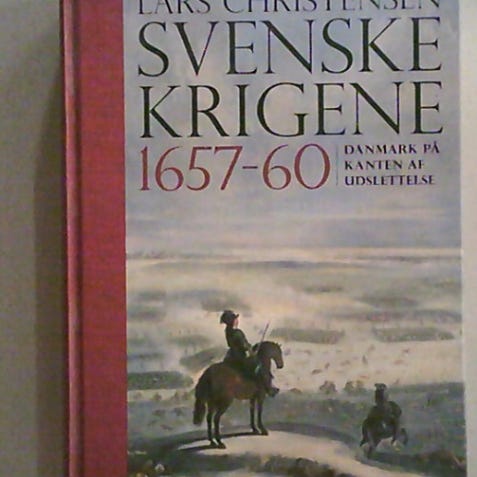 LARS CHRISTENSEN
SVENSKE
KRIGENE
1657-60
DANMARK PÅ
KANTEN AF
UDSLETTELSE